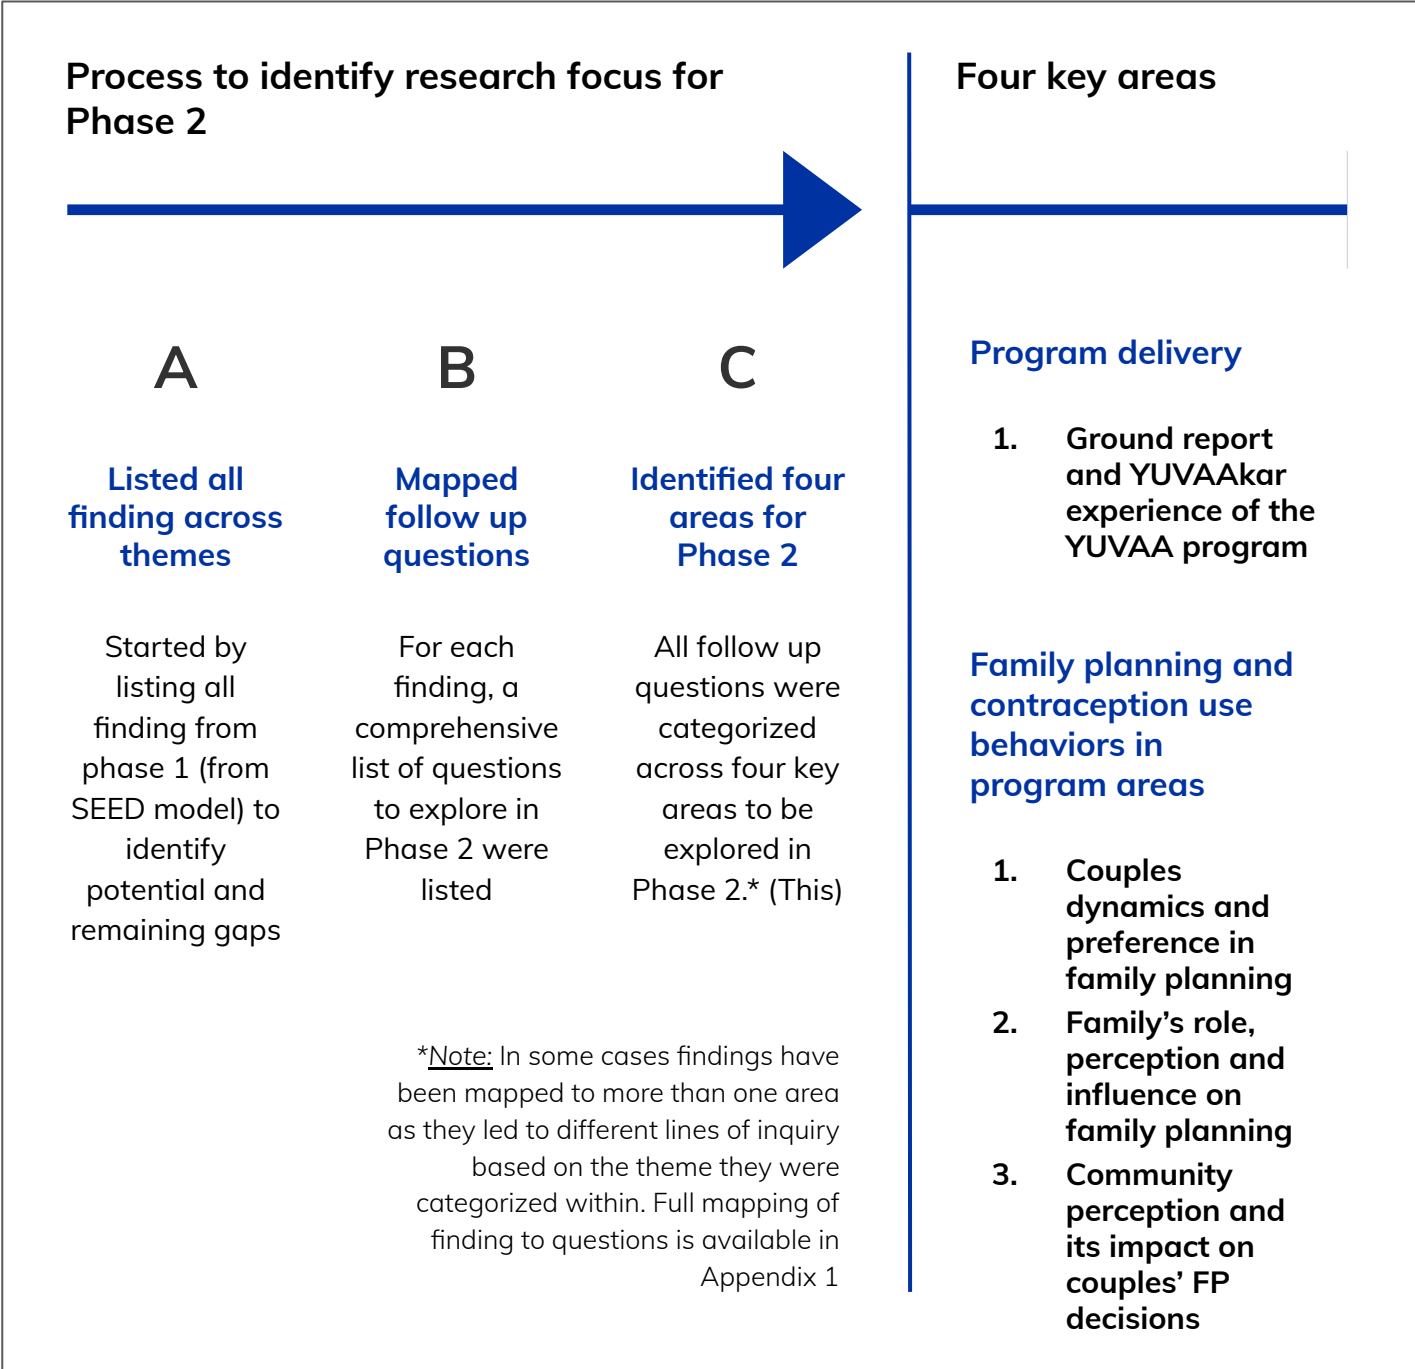 Process to identify research focus for
Phase 2
Four key areas
A
Listed all
finding across
themes
Started by
listing all
finding from
phase 1 (from
SEED model) to
identify
potential and
remaining gaps
B
Mapped
follow up
questions
For each
finding, a
comprehensive
list of questions
to explore in
Phase 2 were
listed
C
Identified four
areas for
Phase 2
All follow up
questions were
categorized
across four key
areas to be
explored in
Phase 2.* (This)
*Note: In some cases findings have
been mapped to more than one area
as they led to different lines of inquiry
based on the theme they were
categorized within. Full mapping of
finding to questions is available in
Appendix 1
Program delivery
1. Ground report
and YUVAAkar
experience of the
YUVAA program
Family planning and
contraception use
behaviors in
program areas
1. Couples
dynamics and
preference in
family planning
2. Family’s role,
perception and
influence on
family planning
3. Community
perception and
its impact on
couples’ FP
decisions